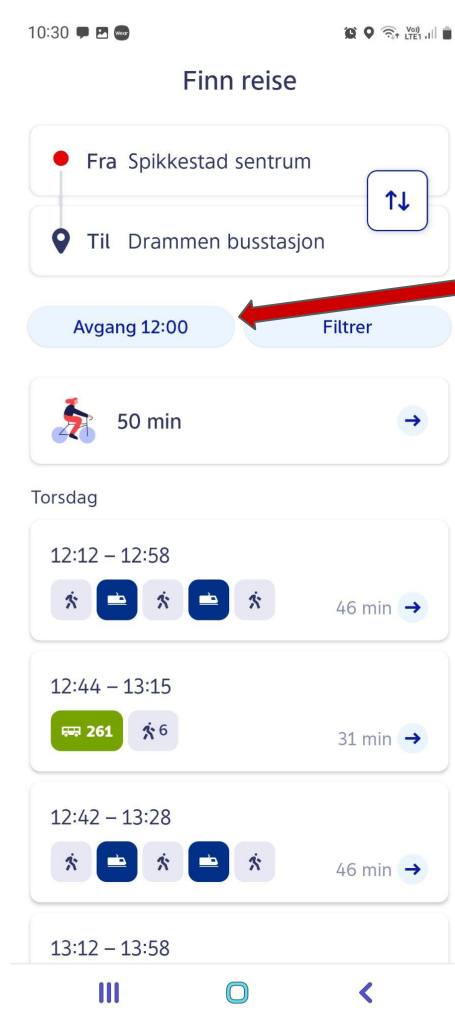 10:30
VoI) LTE1
Finn reise
Fra Spikkestad sentrum
Til Drammen busstasjon
Avgang 12:00 Filtrer
50 min
Torsdag
12:12 – 12:58
46 min
12:44 – 13:15
261 6
31 min
12:42 – 13:28
46 min
13:12 – 13:58